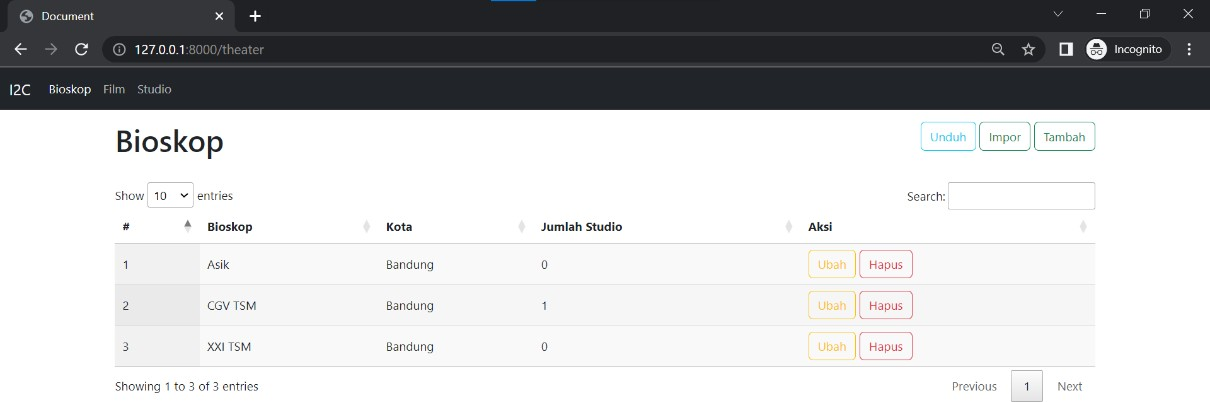 Document
127.0.0.1:8000/theater
Incognito
I2C Bioskop Film Studio
Bioskop
Unduh Impor Tambah
Show 10 entries
Search:
# Bioskop Kota Jumlah Studio Aksi
1 Asik Bandung 0 Ubah Hapus
2 CGV TSM Bandung 1 Ubah Hapus
3 XXI TSM Bandung 0 Ubah Hapus
Showing 1 to 3 of 3 entries
Previous 1 Next